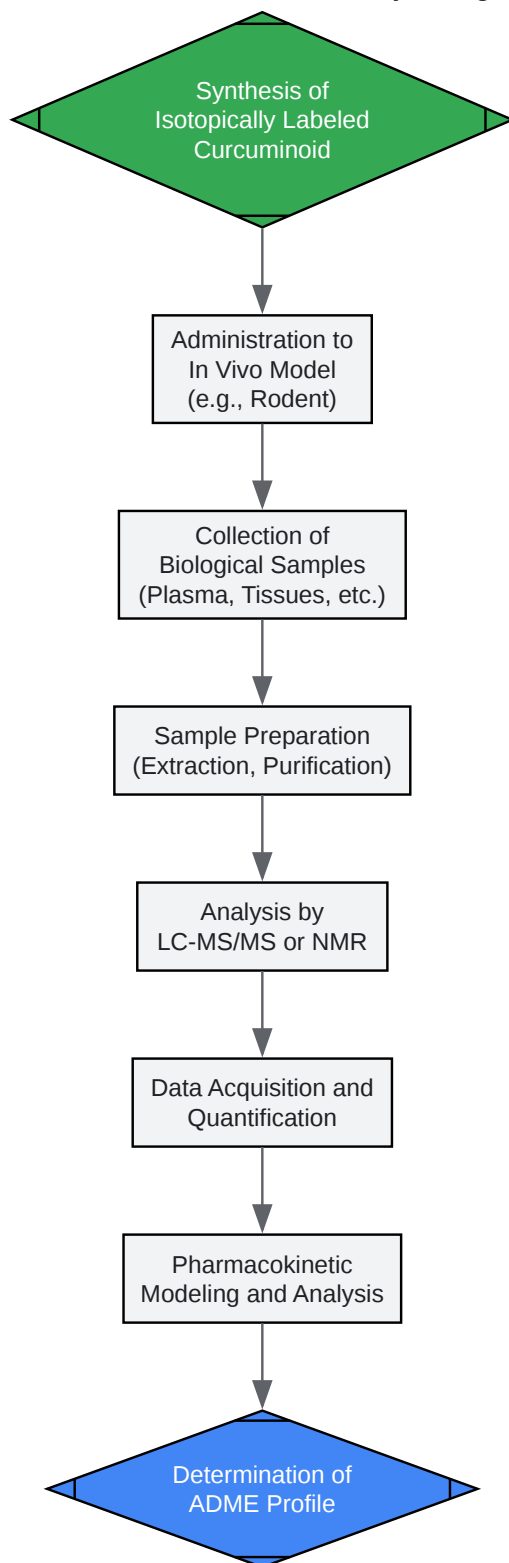 Synthesis of
Isotopically Labeled
Curcuminoid
Administration to
In Vivo Model
(e.g., Rodent)
Collection of
Biological Samples
(Plasma, Tissues, etc.)
Sample Preparation
(Extraction, Purification)
Analysis by
LC-MS/MS or NMR
Data Acquisition and
Quantification
Pharmacokinetic
Modeling and Analysis
Determination of
ADME Profile